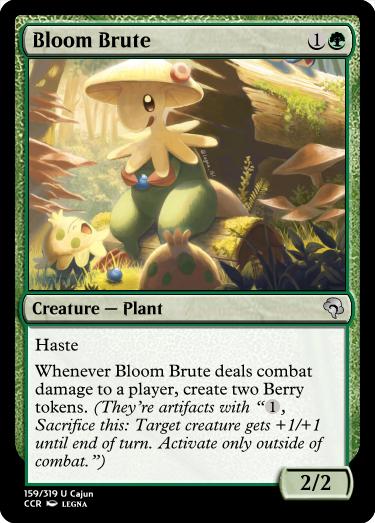 Bloom Brute 1
Creature — Plant
Haste
Whenever Bloom Brute deals combat
damage to a player, create two Berry
tokens. (They're artifacts with “1,
Sacrifice this: Target creature gets +1/+1
until end of turn. Activate only outside of
combat.”)
2/2
159/319 U Cajun
CCR LEGNA